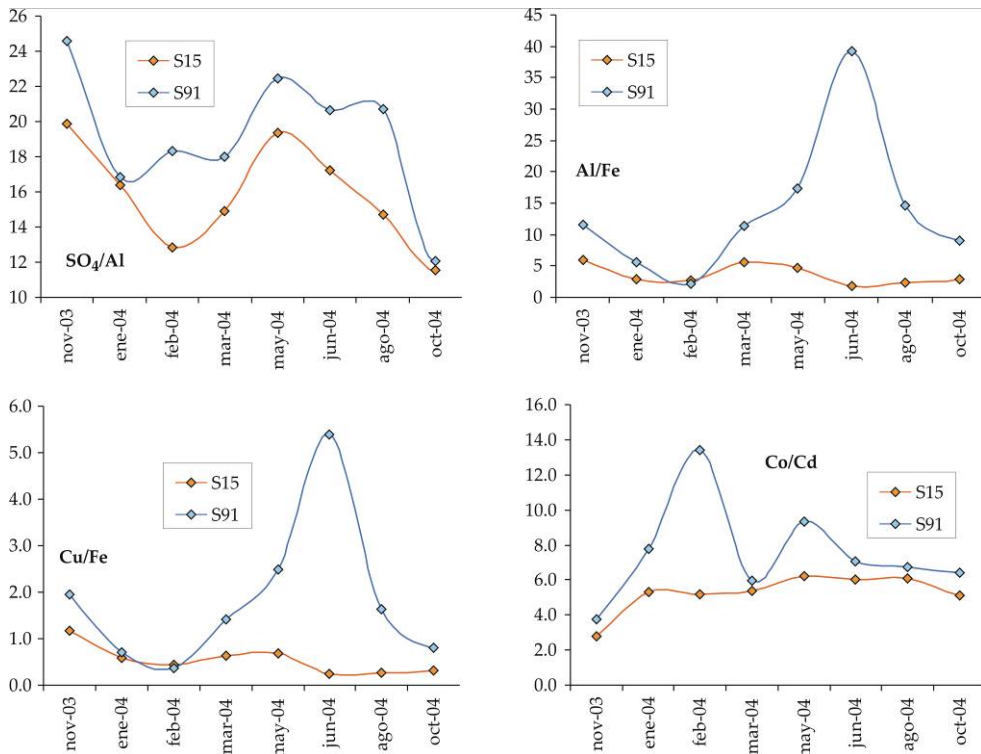 26
24
22
20
18
16
14
12
10
S15
S91
SO4/Al
nov-03
ene-04
feb-04
mar-04
may-04
jun-04
ago-04
oct-04
45
40
35
30
25
20
15
10
5
0
S15
S91
Al/Fe
nov-03
ene-04
feb-04
mar-04
may-04
jun-04
ago-04
oct-04
6.0
5.0
4.0
3.0
2.0
1.0
0.0
S15
S91
Cu/Fe
nov-03
ene-04
feb-04
mar-04
may-04
jun-04
ago-04
oct-04
16.0
14.0
12.0
10.0
8.0
6.0
4.0
2.0
0.0
Co/Cd
S15
S91
nov-03
ene-04
feb-04
mar-04
may-04
jun-04
ago-04
oct-04